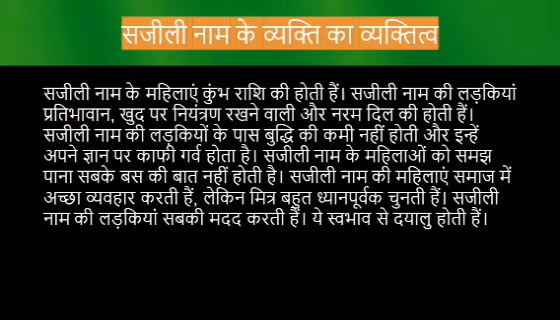 सजीली नाम के व्यक्ति का व्यक्तित्व
सजीली नाम के महिलाएं कुंभ राशि की होती हैं। सजीली नाम की लड़कियां
प्रतिभावान, खुद पर नियंत्रण रखने वाली और नरम दिल की होती हैं।
सजीली नाम की लड़कियों के पास बुद्धि की कमी नहीं होती और इन्हें
अपने ज्ञान पर काफी गर्व होता है। सजीली नाम के महिलाओं को समझ
पाना सबके बस की बात नहीं होती है। सजीली नाम की महिलाएं समाज में
अच्छा व्यवहार करती हैं, लेकिन मित्र बहुत ध्यानपूर्वक चुनती हैं। सजीली
नाम की लड़कियां सबकी मदद करती हैं। ये स्वभाव से दयालु होती हैं।